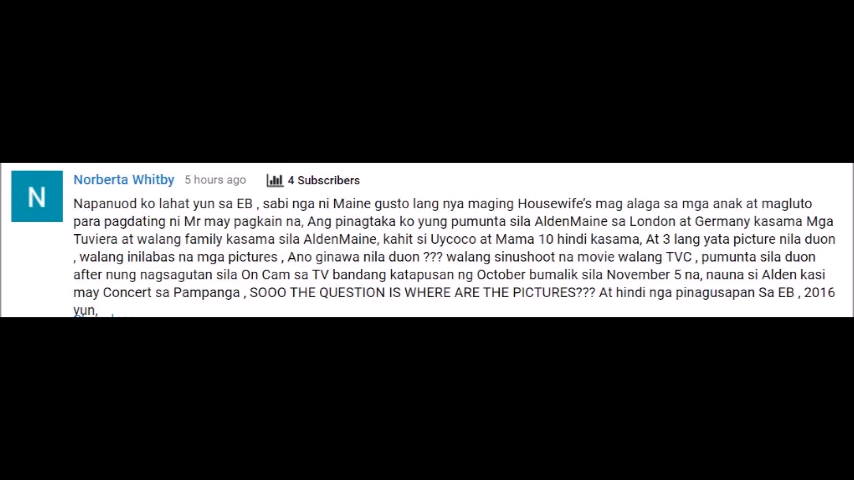 N
Norberta Whitby 5 hours ago 4 Subscribers
Napanuod ko lahat yun sa EB , sabi nga ni Maine gusto lang nya maging Housewife's mag alaga sa mga anak at magluto
para pagdating ni Mr may pagkain na, Ang pinagtaka ko yung pumunta sila AldenMaine sa London at Germany kasama Mga
Tuviera at walang family kasama sila AldenMaine, kahit si Uycoco at Mama 10 hindi kasama, At 3 lang yata picture nila duon
, walang inilabas na mga pictures , Ano ginawa nila duon ??? walang sinushoot na movie walang TVC , pumunta sila duon
after nung nagsagutan sila On Cam sa TV bandang katapusan ng October bumalik sila November 5 na, nauna si Alden kasi
may Concert sa Pampanga , SOOO THE QUESTION IS WHERE ARE THE PICTURES??? At hindi nga pinagusapan Sa EB , 2016
yun,